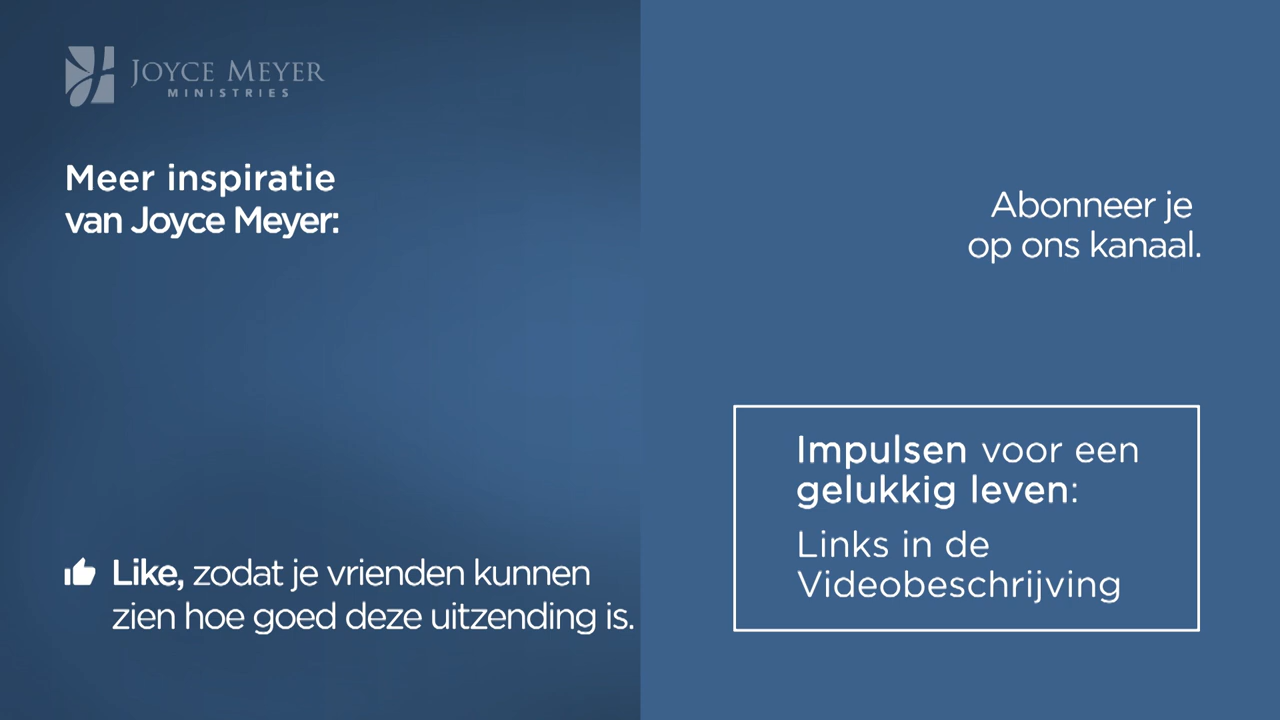 JOYCE MEYER
MINISTRIES
Meer inspiratie
van Joyce Meyer:
Like, zodat je vrienden kunnen
zien hoe goed deze uitzending is.
Abonneer je
op ons kanaal.
Impulsen voor een
gelukkig leven:
Links in de
Videobeschrijving